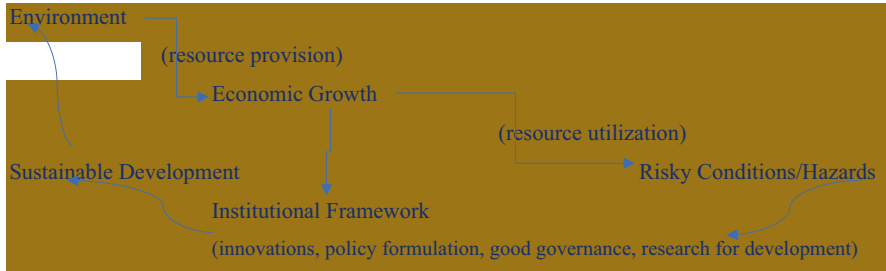 Environment
(resource provision)
Economic Growth
(resource utilization)
Sustainable Development
Risky Conditions/Hazards
Institutional Framework
(innovations, policy formulation, good governance, research for development)